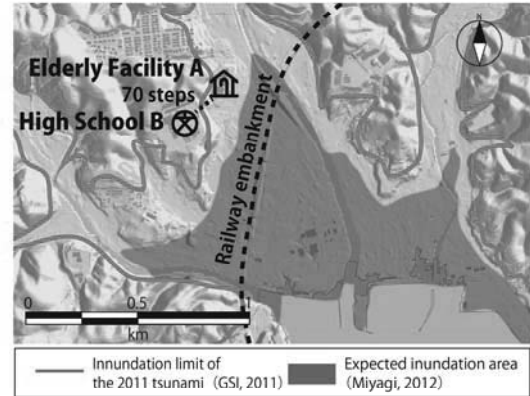 N
Elderly Facility A
70 steps
High School B
Railway embankment
0 0.5 1
km
Innundation limit of
the 2011 tsunami (GSI, 2011)
Expected inundation area
(Miyagi, 2012)